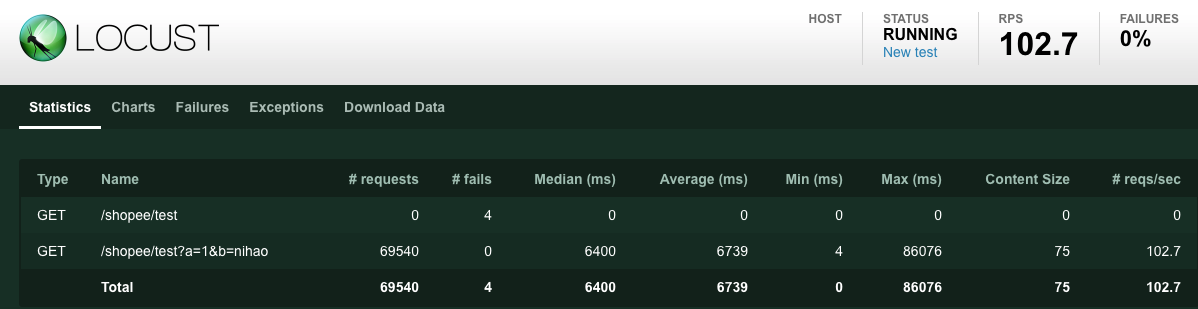 LOCUST
HOST
STATUS
RUNNING
New test
RPS
102.7
FAILURES
0%
Statistics Charts Failures Exceptions Download Data
Type Name # requests # fails Median (ms) Average (ms) Min (ms) Max (ms) Content Size # reqs/sec
GET /shopee/test 0 4 0 0 0 0 0 0
GET /shopee/test?a=1&b=nihao 69540 0 6400 6739 4 86076 75 102.7
Total 69540 4 6400 6739 0 86076 75 102.7